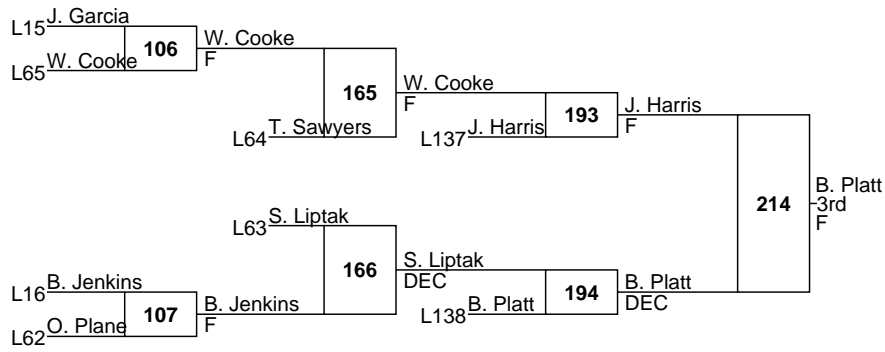 L15 J. Garcia
106
W. Cooke
F
L65 W. Cooke
165
W. Cooke
F
L64 T. Sawyers
193
J. Harris
F
L137 J. Harris
214
B. Platt
3rd
F
L63 S. Liptak
166
S. Liptak
DEC
L16 B. Jenkins
107
B. Jenkins
F
L62 O. Plane
194
B. Platt
DEC
L138 B. Platt